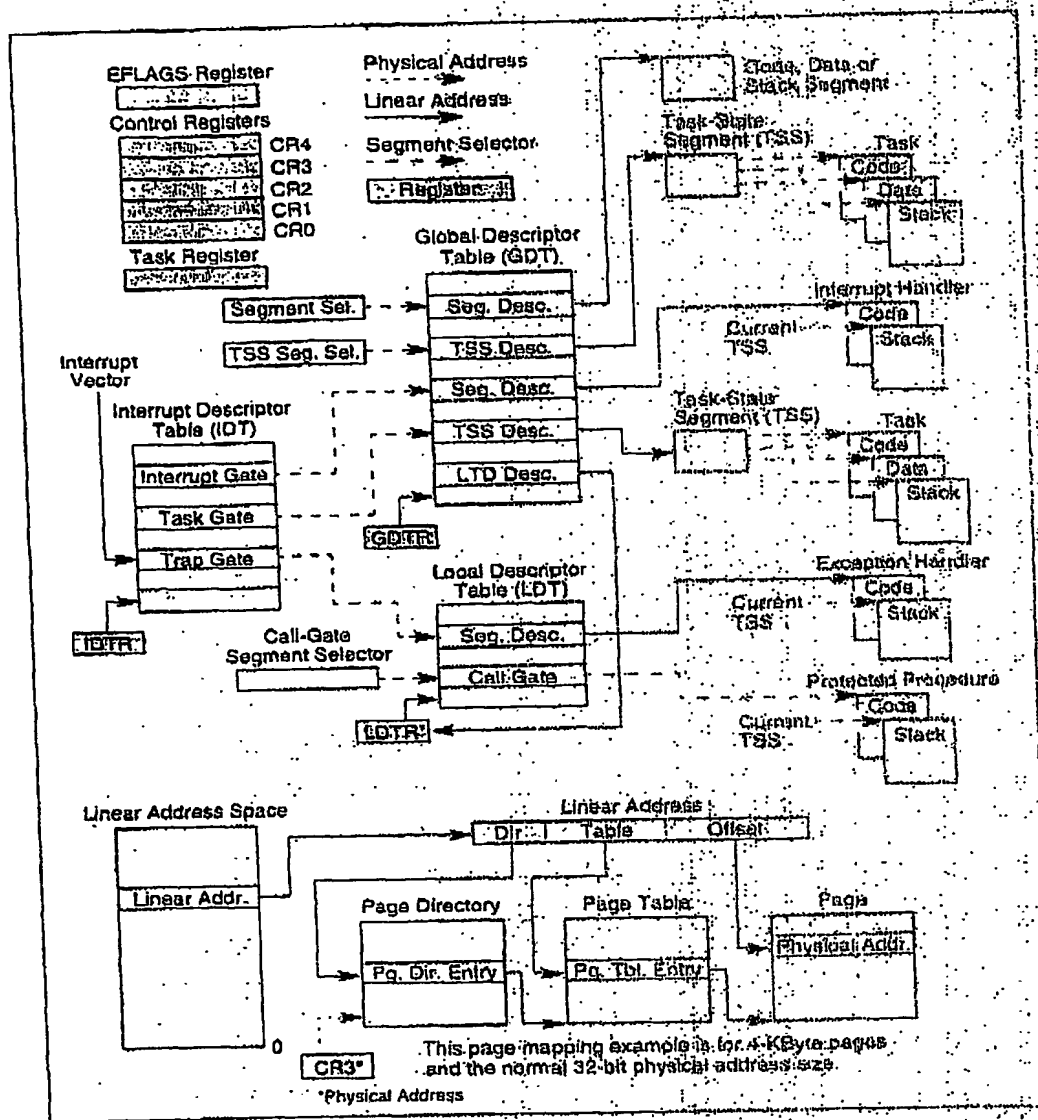 EFLAGS Register
Control Registers
CR4
CR3
CR2
CR1
CR0
Task Register
Physical Address
Linear Address
Segment Selector
Register
Code, Data or
Stack Segment
Task-State
Segment (TSS)
Task
Code
Data
Stack
Global Descriptor
Table (GDT)
Segment Sel.
Seg. Desc.
TSS Seg. Sel.
TSS Desc.
Interrupt Handler
Code
Stack
Current
TSS
Interrupt
Vector
Seg. Desc.
Interrupt Descriptor
Table (IDT)
TSS Desc.
Task-State
Segment (TSS)
Task
Code
Data
Stack
Interrupt Gate
LTD Desc.
Task Gate
GDTR
Trap Gate
Local Descriptor
Table (LDT)
Exception Handler
Code
Stack
Current
TSS
IDTR
Call-Gate
Segment Selector
Seg. Desc.
Call Gate
Protected Procedure
Code
Stack
Current
TSS
LDTR*
Linear Address Space
Linear Address
Dir
Table
Offset
Linear Addr.
Page Directory
Page Table
Page
Physical Addr.
Pg. Dir. Entry
Pg. Tbl. Entry
0
CR3*
This page mapping example is for 4-KByte pages
and the normal 32-bit physical address size.
*Physical Address